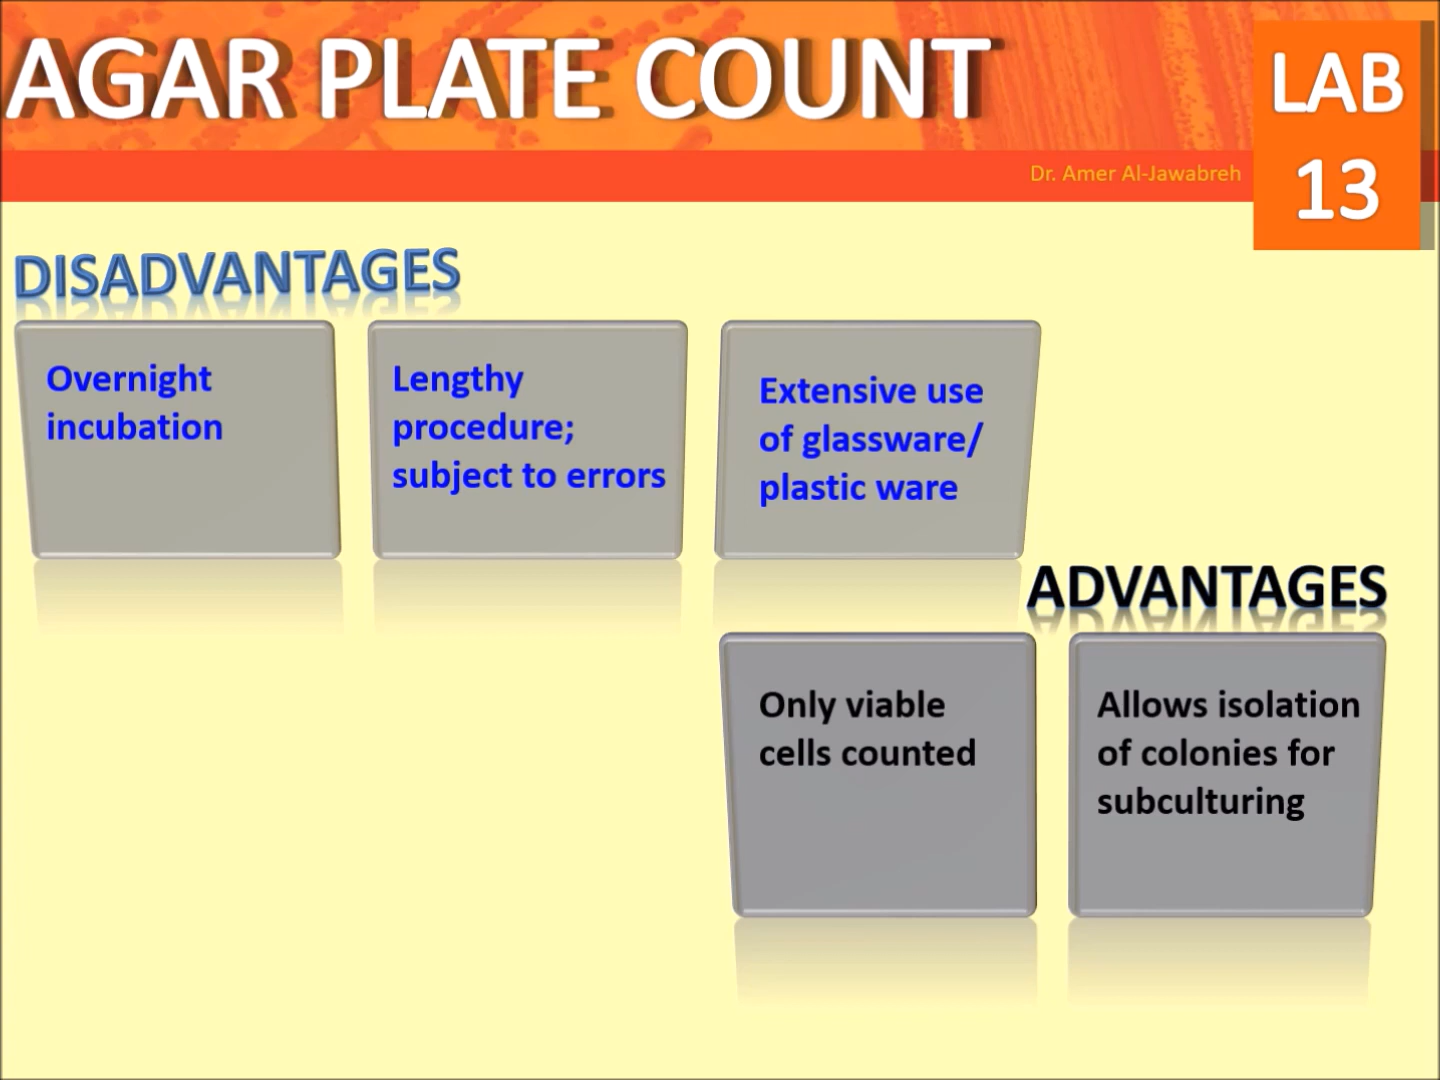 AGAR PLATE COUNT
LAB
13
Dr. Amer Al-Jawabreh
DISADVANTAGES
Overnight
incubation
Lengthy
procedure;
subject to errors
Extensive use
of glassware/
plastic ware
ADVANTAGES
Only viable
cells counted
Allows isolation
of colonies for
subculturing